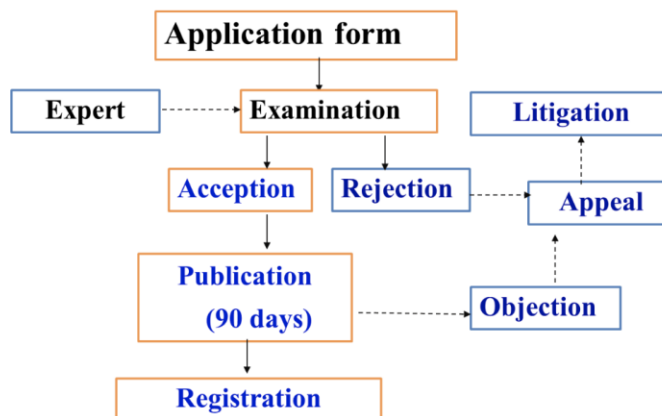 Application form
Expert
Examination
Litigation
Acception
Rejection
Appeal
Publication
(90 days)
Objection
Registration